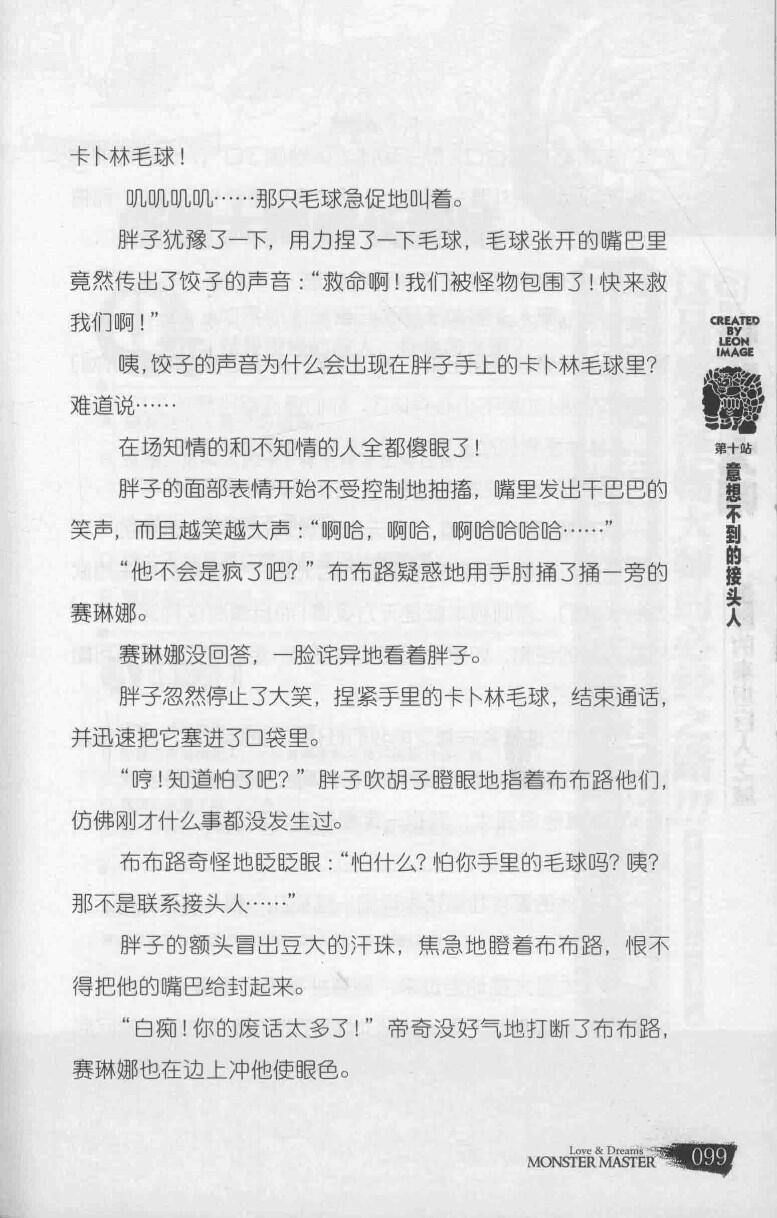 卡卜林毛球！
叽叽叽叽……那只毛球急促地叫着。
胖子犹豫了一下，用力捏了一下毛球，毛球张开的嘴巴里
竟然传出了饺子的声音：“救命啊！我们被怪物包围了！快来救
我们啊！”
咦，饺子的声音为什么会出现在胖子手上的卡卜林毛球里？
难道说……
在场知情的和不知情的人全都傻眼了！
胖子的面部表情开始不受控制地抽搐，嘴里发出干巴巴的
笑声，而且越笑越大声：“啊哈，啊哈，啊哈哈哈哈……”
“他不会是疯了吧？”布布路疑惑地用手肘捅了捅一旁的
赛琳娜。
赛琳娜没回答，一脸诧异地看着胖子。
胖子忽然停止了大笑，捏紧手里的卡卜林毛球，结束通话，
并迅速把它塞进了口袋里。
“哼！知道怕了吧？”胖子吹胡子瞪眼地指着布布路他们，
仿佛刚才什么事都没发生过。
布布路奇怪地眨眨眼：“怕什么？怕你手里的毛球吗？咦？
那不是联系接头人……”
胖子的额头冒出豆大的汗珠，焦急地瞪着布布路，恨不
得把他的嘴巴给封起来。
“白痴！你的废话太多了！”帝奇没好气地打断了布布路，
赛琳娜也在边上冲他使眼色。
CREATED
BY
LEON
IMAGE
第十站
意想不到的接头人
Love & Dreams
MONSTER MASTER
099